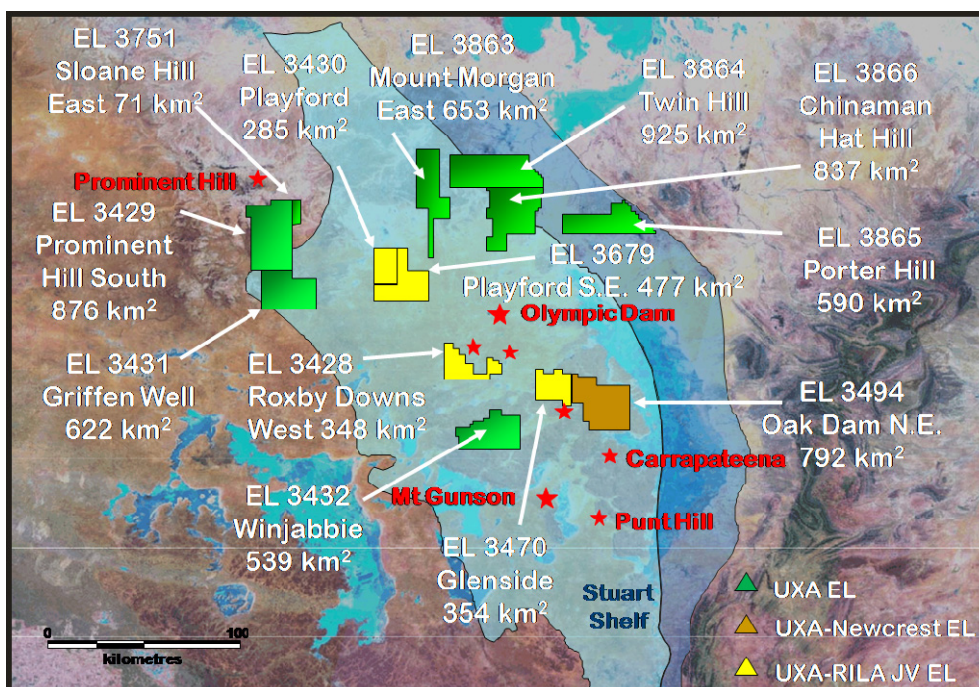 EL 3751
Sloane Hill
East 71 km²
EL 3430
Playford
285 km²
EL 3863
Mount Morgan
East 653 km²
EL 3864
Twin Hill
925 km²
EL 3866
Chinaman
Hat Hill
837 km²
Prominent Hill
EL 3429
Prominent
Hill South
876 km²
EL 3679
Playford S.E. 477 km²
EL 3865
Porter Hill
590 km²
Olympic Dam
EL 3431
Griffen Well
622 km²
EL 3428
Roxby Downs
West 348 km²
EL 3494
Oak Dam N.E.
792 km²
Carrapateena
EL 3432
Winjabbie
539 km²
Mt Gunson
Punt Hill
EL 3470
Glenside
354 km²
Stuart
Shelf
UXA EL
UXA-Newcrest EL
UXA-RILA JV EL
0 100
kilometres